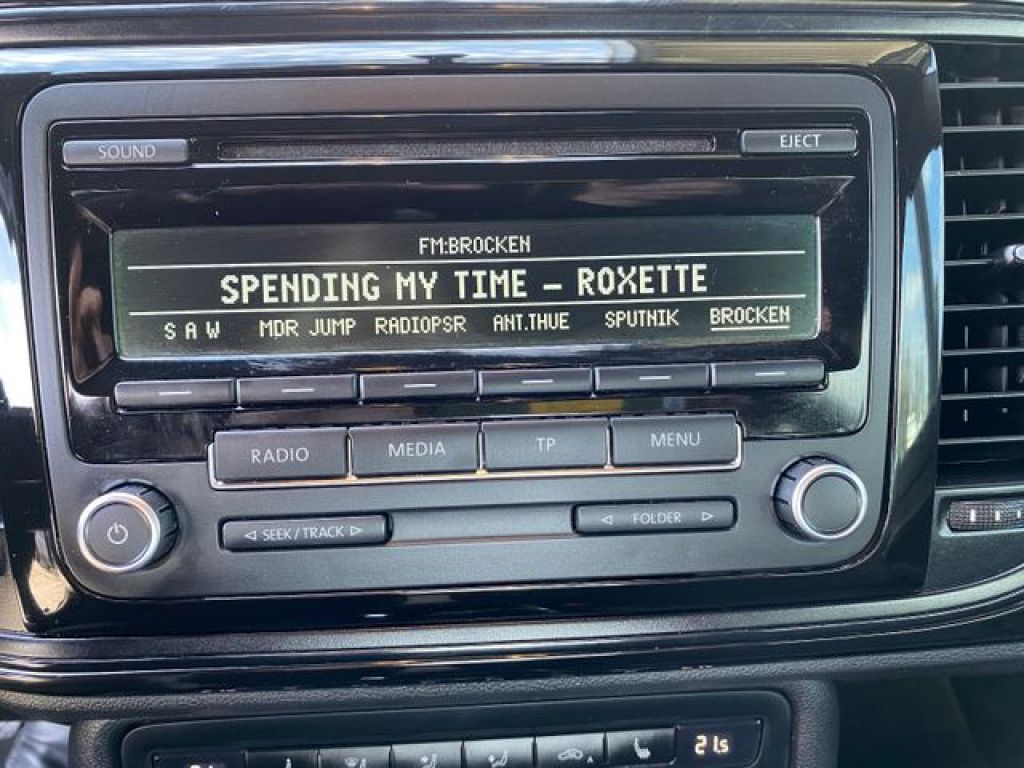 SOUND EJECT
FM:BROCKEN
SPENDING MY TIME - ROXETTE
S A W MDR JUMP RADIOPSR ANT.THUE SPUTNIK BROCKEN
RADIO MEDIA TP MENU
SEEK / TRACK FOLDER